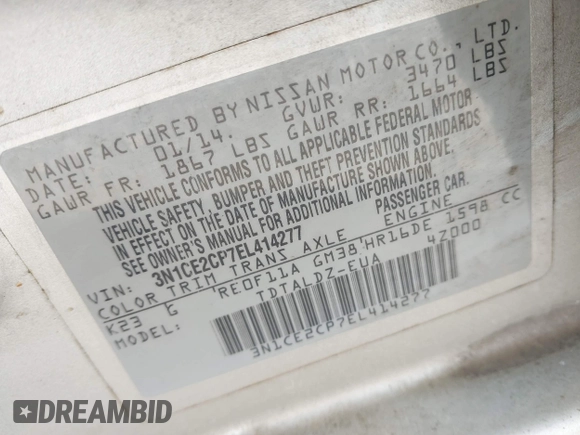 MANUFACTURED BY NISSAN MOTOR CO., LTD.
DATE: 01/14. GVWR: 3470 LBS
GAWR FR: 1867 LBS GAWR RR: 1664 LBS
THIS VEHICLE CONFORMS TO ALL APPLICABLE FEDERAL MOTOR
VEHICLE SAFETY, BUMPER AND THEFT PREVENTION STANDARDS
IN EFFECT ON THE DATE OF MANUFACTURE SHOWN ABOVE.
SEE OWNER'S MANUAL FOR ADDITIONAL INFORMATION.
VIN: 3N1CE2CP7EL414277 PASSENGER CAR.
COLOR TRIM TRANS AXLE ENGINE
K23 G RE0F11A GM38 HR16DE 1598 CC
MODEL: TDTALDZ-EUA 4Z000
3N1CE2CP7EL414277
DREAMBID